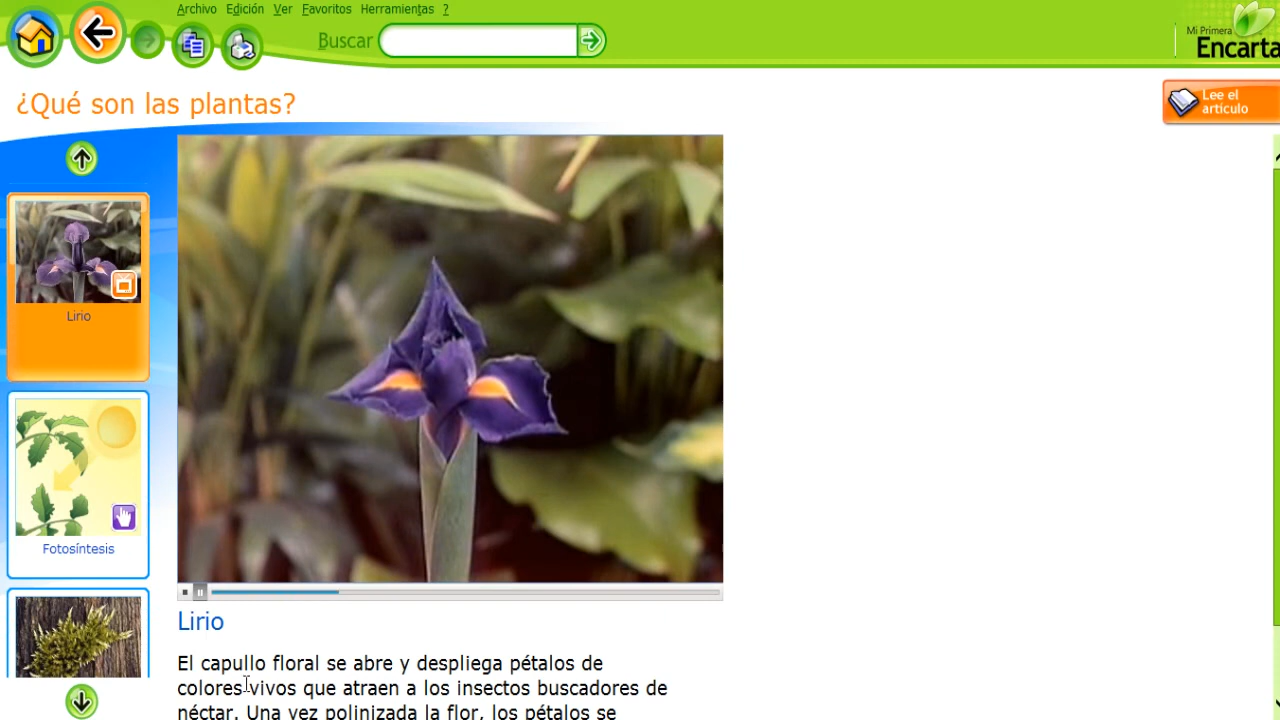 Archivo Edición Ver Favoritos Herramientas ?
Buscar
Mi Primera
Encarta
¿Qué son las plantas?
Lee el
artículo
Lirio
Fotosíntesis
Lirio
El capullo floral se abre y despliega pétalos de
colores vivos que atraen a los insectos buscadores de
néctar. Una vez polinizada la flor, los pétalos se